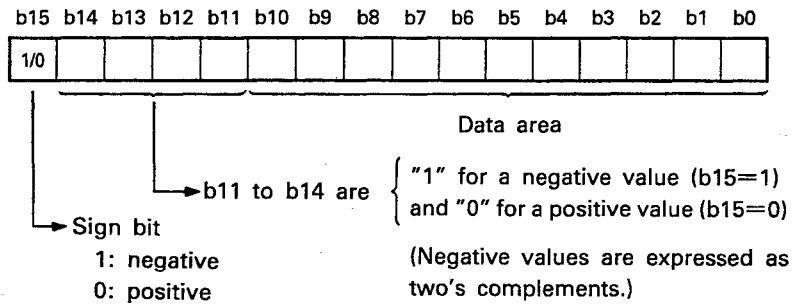 b15 b14 b13 b12 b11 b10 b9 b8 b7 b6 b5 b4 b3 b2 b1 b0
1/0
Data area
b11 to b14 are
"1" for a negative value (b15=1)
and "0" for a positive value (b15=0)
Sign bit
1: negative
0: positive
(Negative values are expressed as
two's complements.)